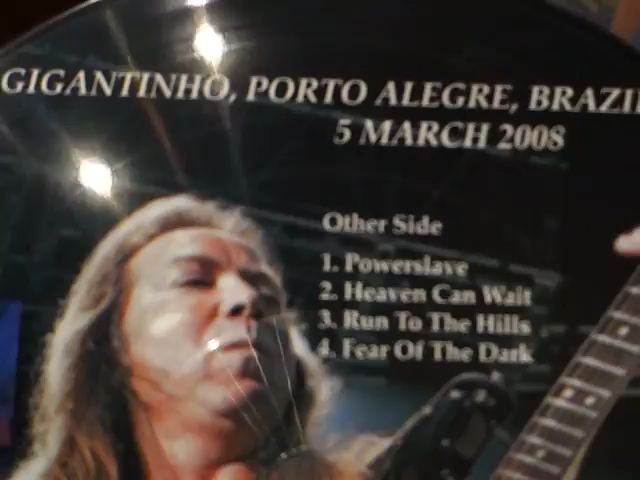 GIGANTINHO, PORTO ALEGRE, BRAZI
5 MARCH 2008
Other Side
1. Powerslave
2. Heaven Can Wait
3. Run To The Hills
4. Fear Of The Dark